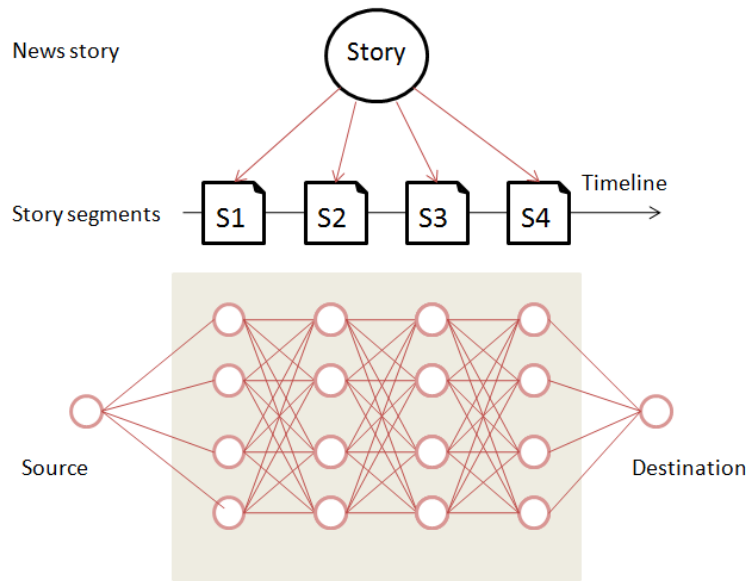 News story
Story
Timeline
Story segments
S1
S2
S3
S4
Source
Destination